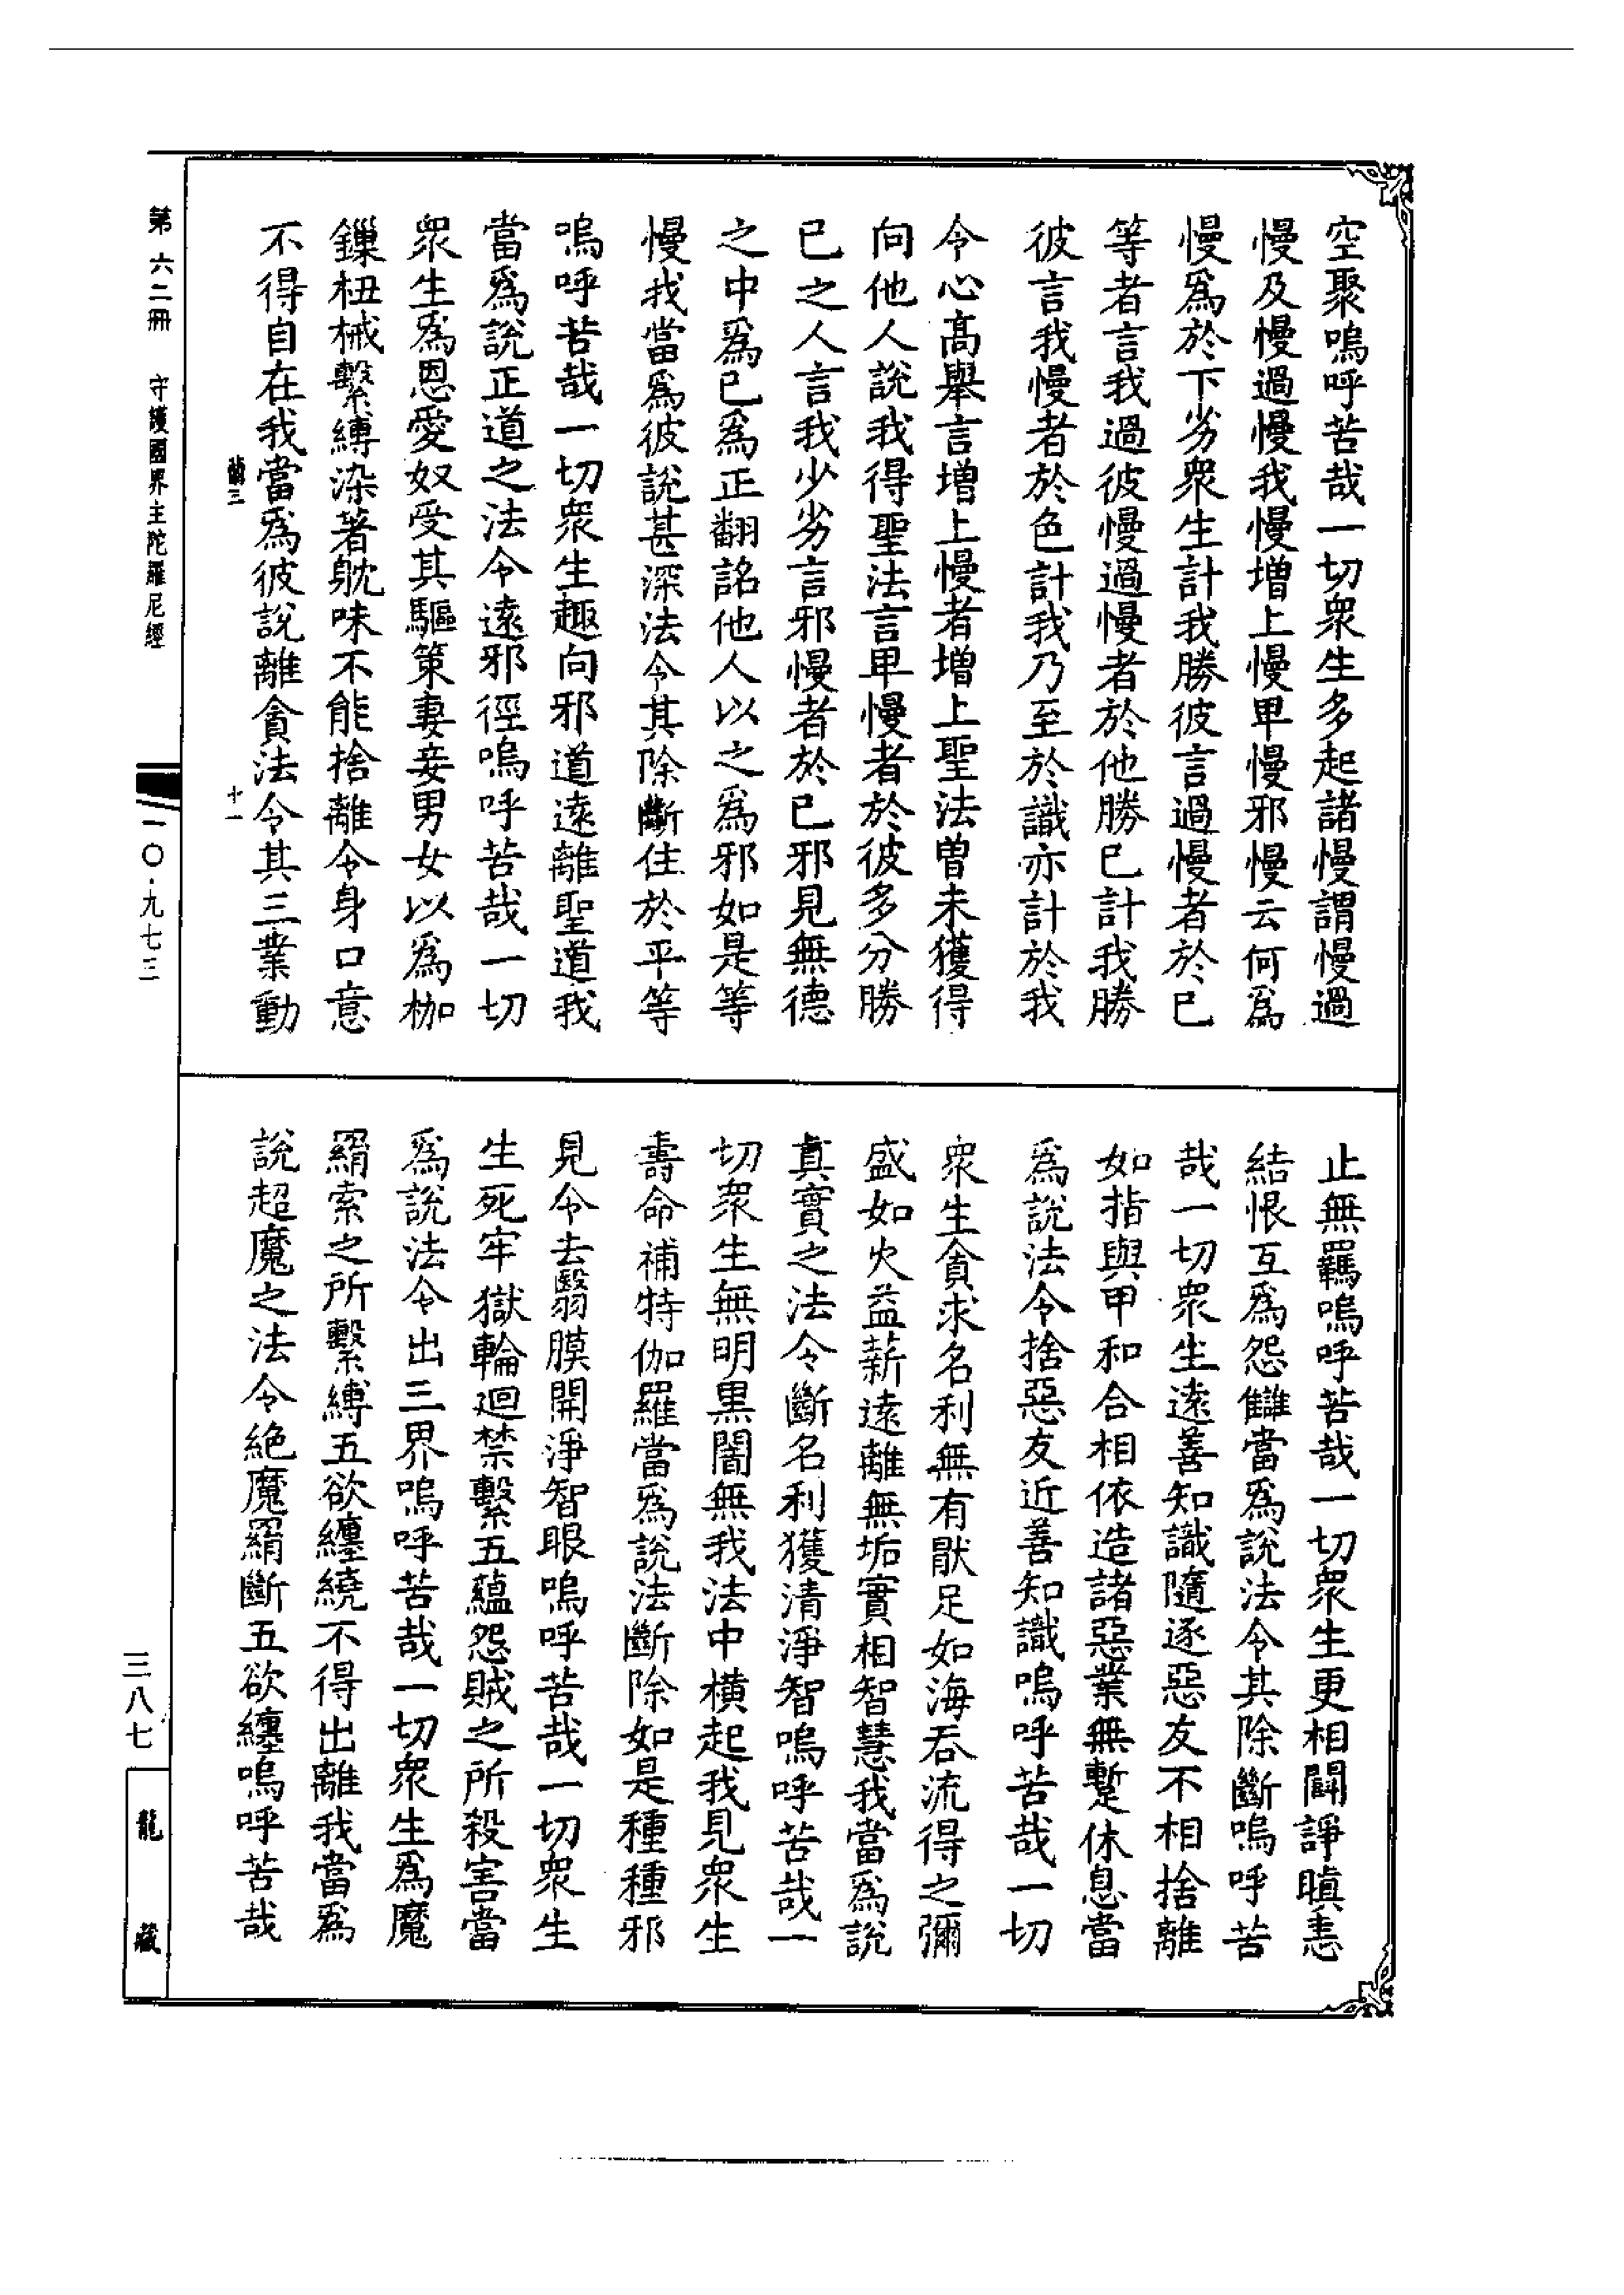 空聚嗚呼苦哉一切衆生多起諸慢謂慢過
慢及慢過慢我慢增上慢卑慢邪慢云何爲
慢爲於下劣衆生計我勝彼言過慢者於已
等者言我過彼慢過慢者於他勝已計我勝
彼言我慢者於色計我乃至於識亦計於我
令心高舉言增上慢者增上聖法曾未獲得
向他人說我得聖法言卑慢者於彼多分勝
已之人言我少劣言邪慢者於已邪見無德
之中爲已爲正翻詺他人以之爲邪如是等
慢我當爲彼說甚深法令其除斷住於平等
嗚呼苦哉一切衆生趣向邪道遠離聖道我
當爲說正道之法令遠邪徑嗚呼苦哉一切
衆生爲恩愛奴受其驅策妻妾男女以爲枷
鏁杻械繫縛染著躭味不能捨離令身口意
不得自在我當爲彼說離貪法令其三業動
蘭三
十一
止無羈嗚呼苦哉一切衆生更相鬪諍瞋恚
結恨互爲怨讎當爲說法令其除斷嗚呼苦
哉一切衆生遠善知識隨逐惡友不相捨離
如指與甲和合相依造諸惡業無蹔休息當
爲說法令捨惡友近善知識嗚呼苦哉一切
衆生貪求名利無有猒足如海吞流得之彌
盛如火益薪遠離無垢實相智慧我當爲說
真實之法令斷名利獲清淨智嗚呼苦哉一
切衆生無明黑闇無我法中橫起我見衆生
壽命補特伽羅當爲說法斷除如是種種邪
見令去翳膜開淨智眼嗚呼苦哉一切衆生
生死牢獄輪迴禁繫五蘊怨賊之所殺害當
爲說法令出三界嗚呼苦哉一切衆生爲魔
羂索之所繫縛五欲纏繞不得出離我當爲
說超魔之法令絶魔羂斷五欲纏嗚呼苦哉
第六二冊 守護國界主陀羅尼經
一〇·九七三
三八七
龍藏